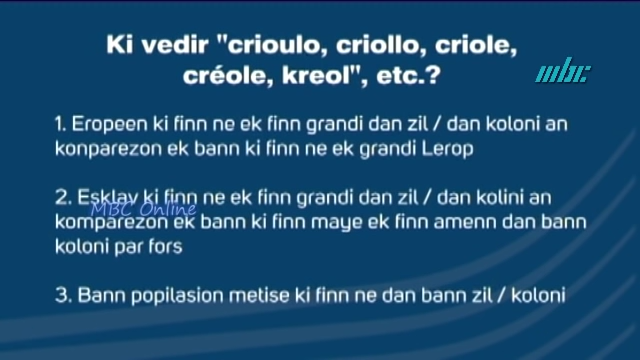 Ki vedir "crioulo, criollo, criole,
créole, kreol", etc.?
mbc
1. Eropeen ki finn ne ek finn grandi dan zil / dan koloni an
konparezon ek bann ki finn ne ek grandi Lerop
2. Esklav ki finn ne ek finn grandi dan zil / dan kolini an
MBC Online
komparezon ek bann ki finn maye ek finn amenn dan bann
koloni par fors
3. Bann popilasion metise ki finn ne dan bann zil / koloni